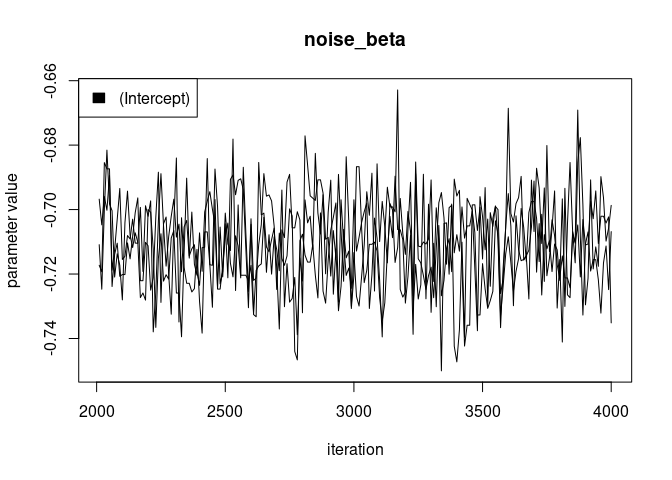 noise_beta
(Intercept)
parameter value
-0.66
-0.68
-0.70
-0.72
-0.74
2000 2500 3000 3500 4000
iteration